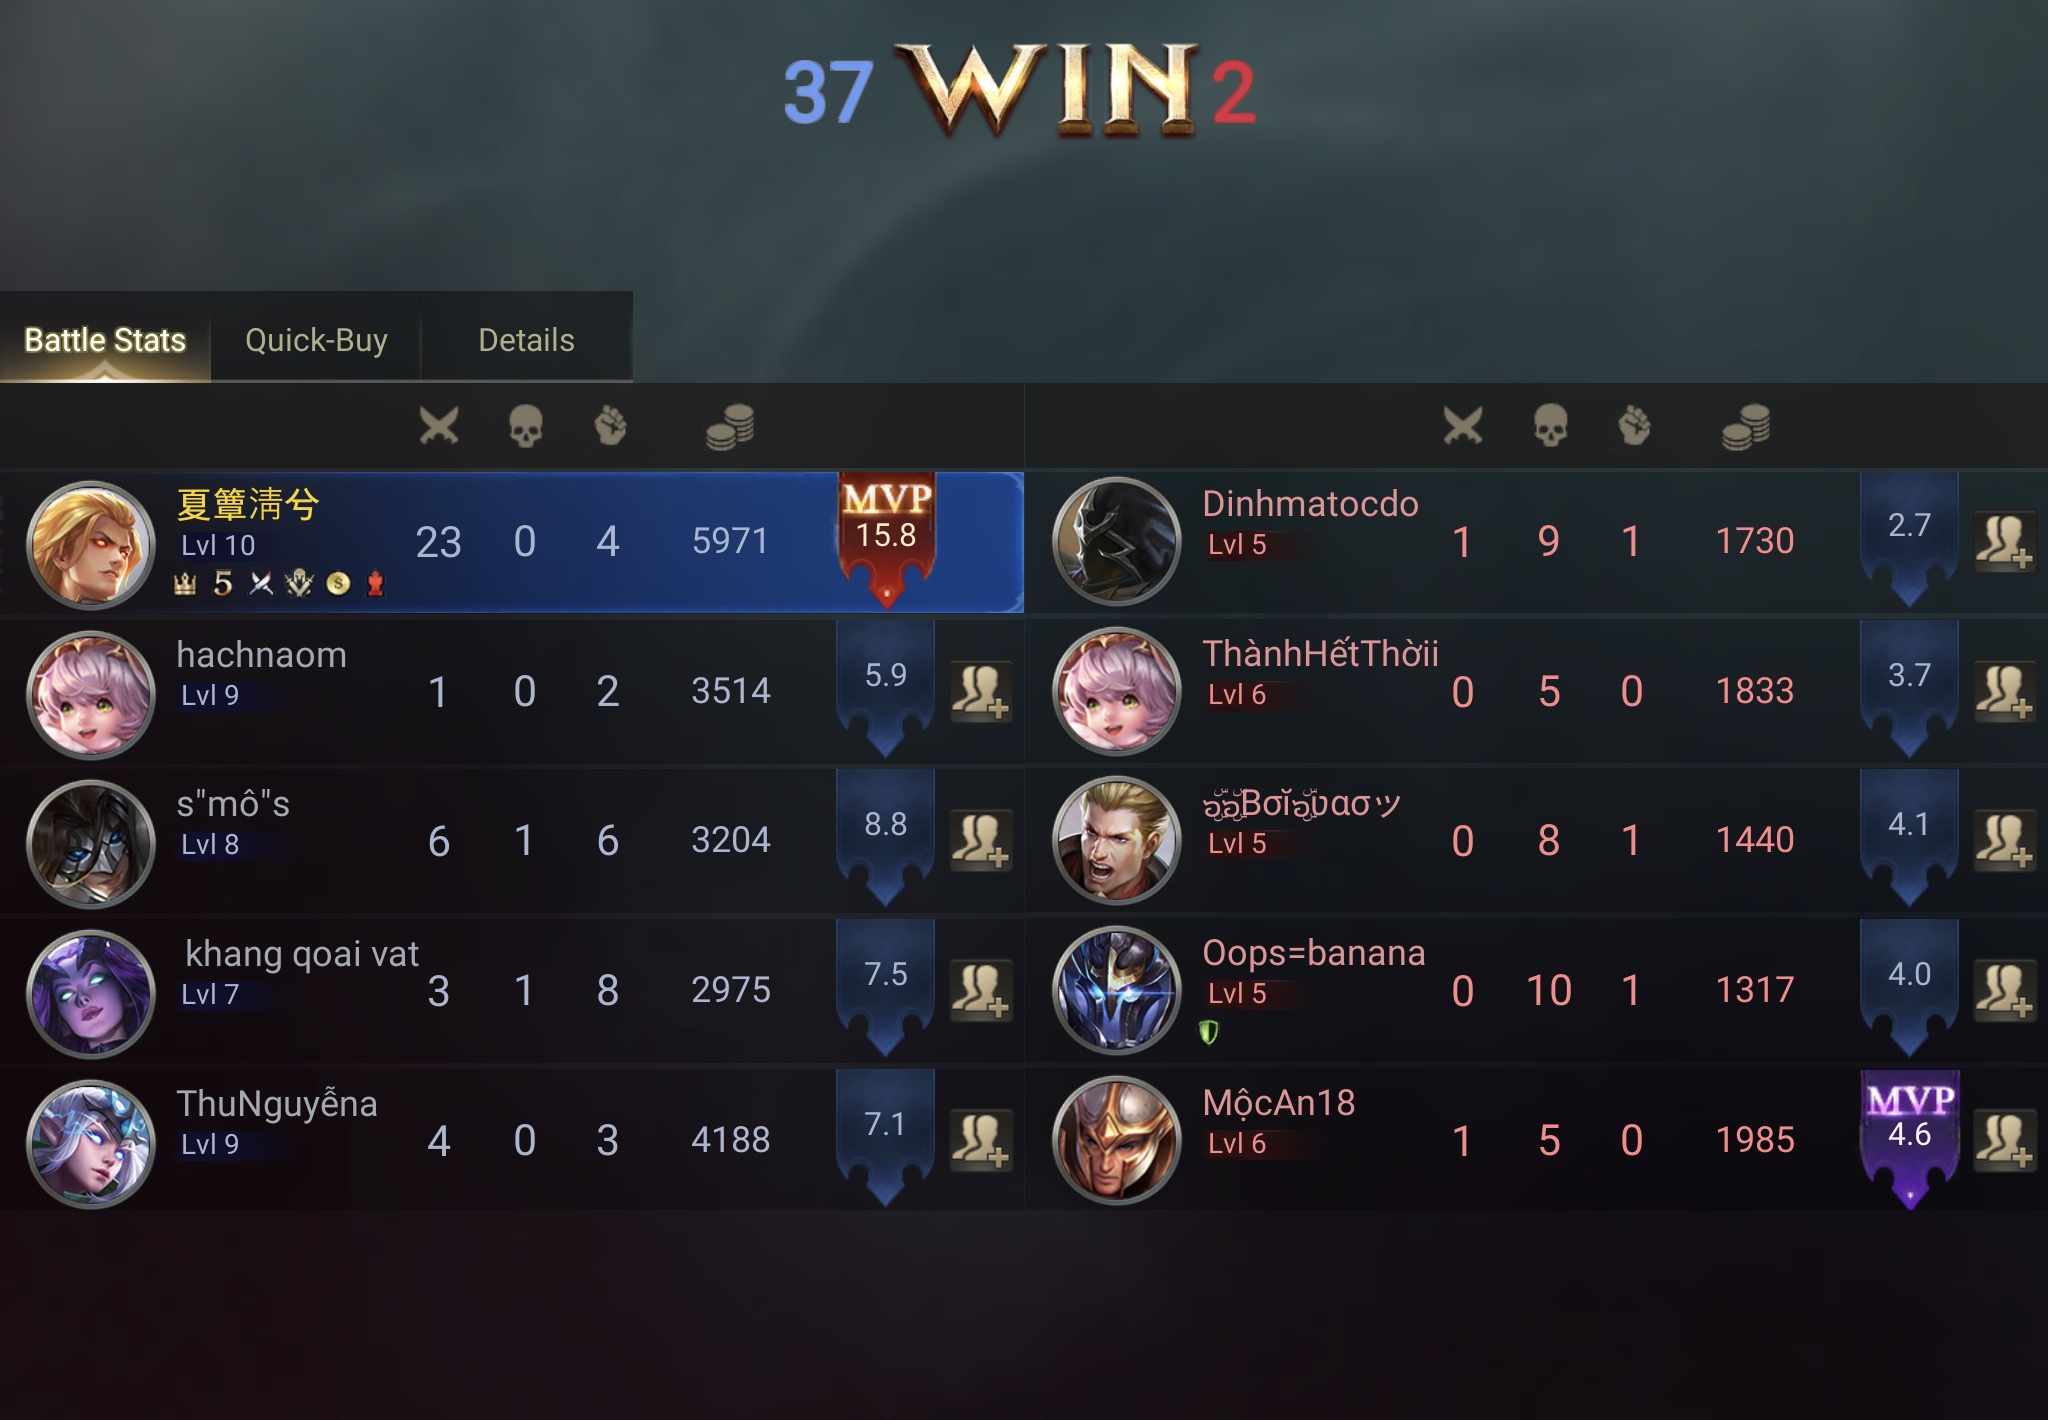 37 WIN 2
Battle Stats Quick-Buy Details
夏簟淸兮
Lvl 10
5
23 0 4 5971
MVP
15.8
hachnaom
Lvl 9
1 0 2 3514
5.9
s"mô"s
Lvl 8
6 1 6 3204
8.8
khang qoai vat
Lvl 7
3 1 8 2975
7.5
ThuNguyễna
Lvl 9
4 0 3 4188
7.1
Dinhmatocdo
Lvl 5
1 9 1 1730
2.7
ThànhHếtThờii
Lvl 6
0 5 0 1833
3.7
Lvl 5
0 8 1 1440
4.1
Oops=banana
Lvl 5
0 10 1 1317
4.0
MộcAn18
Lvl 6
1 5 0 1985
MVP
4.6